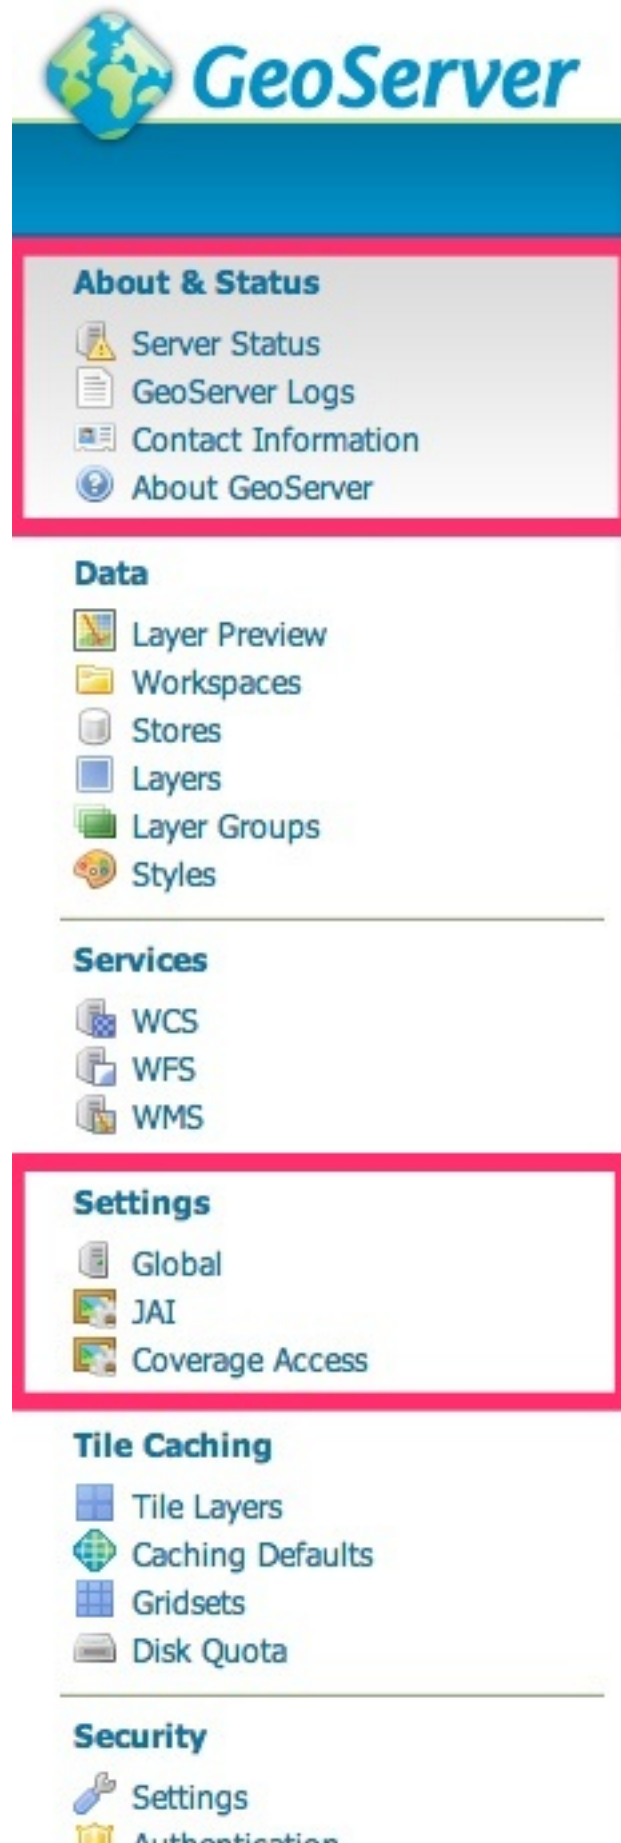 GeoServer
About & Status
Server Status
GeoServer Logs
Contact Information
About GeoServer
Data
Layer Preview
Workspaces
Stores
Layers
Layer Groups
Styles
Services
WCS
WFS
WMS
Settings
Global
JAI
Coverage Access
Tile Caching
Tile Layers
Caching Defaults
Gridsets
Disk Quota
Security
Settings
Authentication